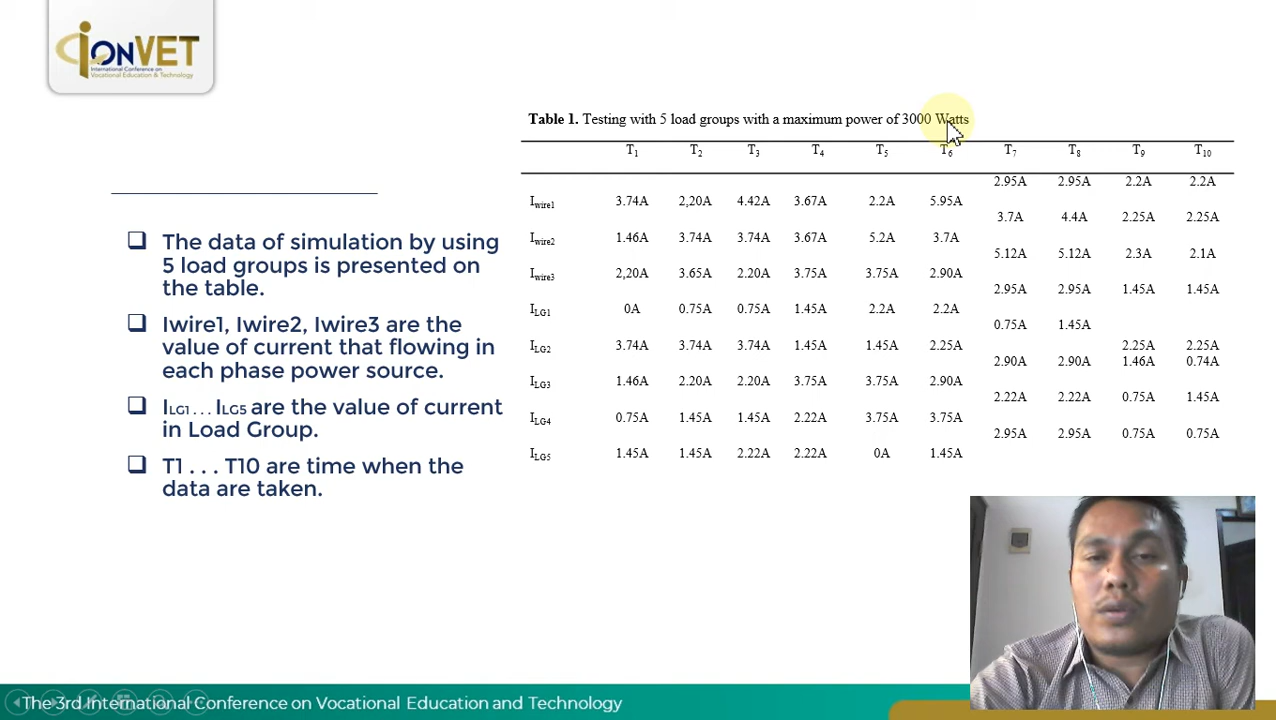 ionVET
International Conference on
Vocational Education & Technology
The data of simulation by using
5 load groups is presented on
the table.
Iwire1, Iwire2, Iwire3 are the
value of current that flowing in
each phase power source.
ILG1 . . . ILG5 are the value of current
in Load Group.
T1 . . . T10 are time when the
data are taken.
Table 1. Testing with 5 load groups with a maximum power of 3000 Watts
T1 T2 T3 T4 T5 T6 T7 T8 T9 T10
Iwire1 3.74A 2,20A 4.42A 3.67A 2.2A 5.95A 2.95A 2.95A 2.2A 2.2A
Iwire2 1.46A 3.74A 3.74A 3.67A 5.2A 3.7A 3.7A 4.4A 2.25A 2.25A
Iwire3 2,20A 3.65A 2.20A 3.75A 3.75A 2.90A 5.12A 5.12A 2.3A 2.1A
ILG1 0A 0.75A 0.75A 1.45A 2.2A 2.2A 2.95A 2.95A 1.45A 1.45A
ILG2 3.74A 3.74A 3.74A 1.45A 1.45A 2.25A 0.75A 1.45A 2.25A 2.25A
ILG3 1.46A 2.20A 2.20A 3.75A 3.75A 2.90A 2.90A 2.90A 1.46A 0.74A
ILG4 0.75A 1.45A 1.45A 2.22A 3.75A 3.75A 2.22A 2.22A 0.75A 1.45A
ILG5 1.45A 1.45A 2.22A 2.22A 0A 1.45A 2.95A 2.95A 0.75A 0.75A
The 3rd International Conference on Vocational Education and Technology